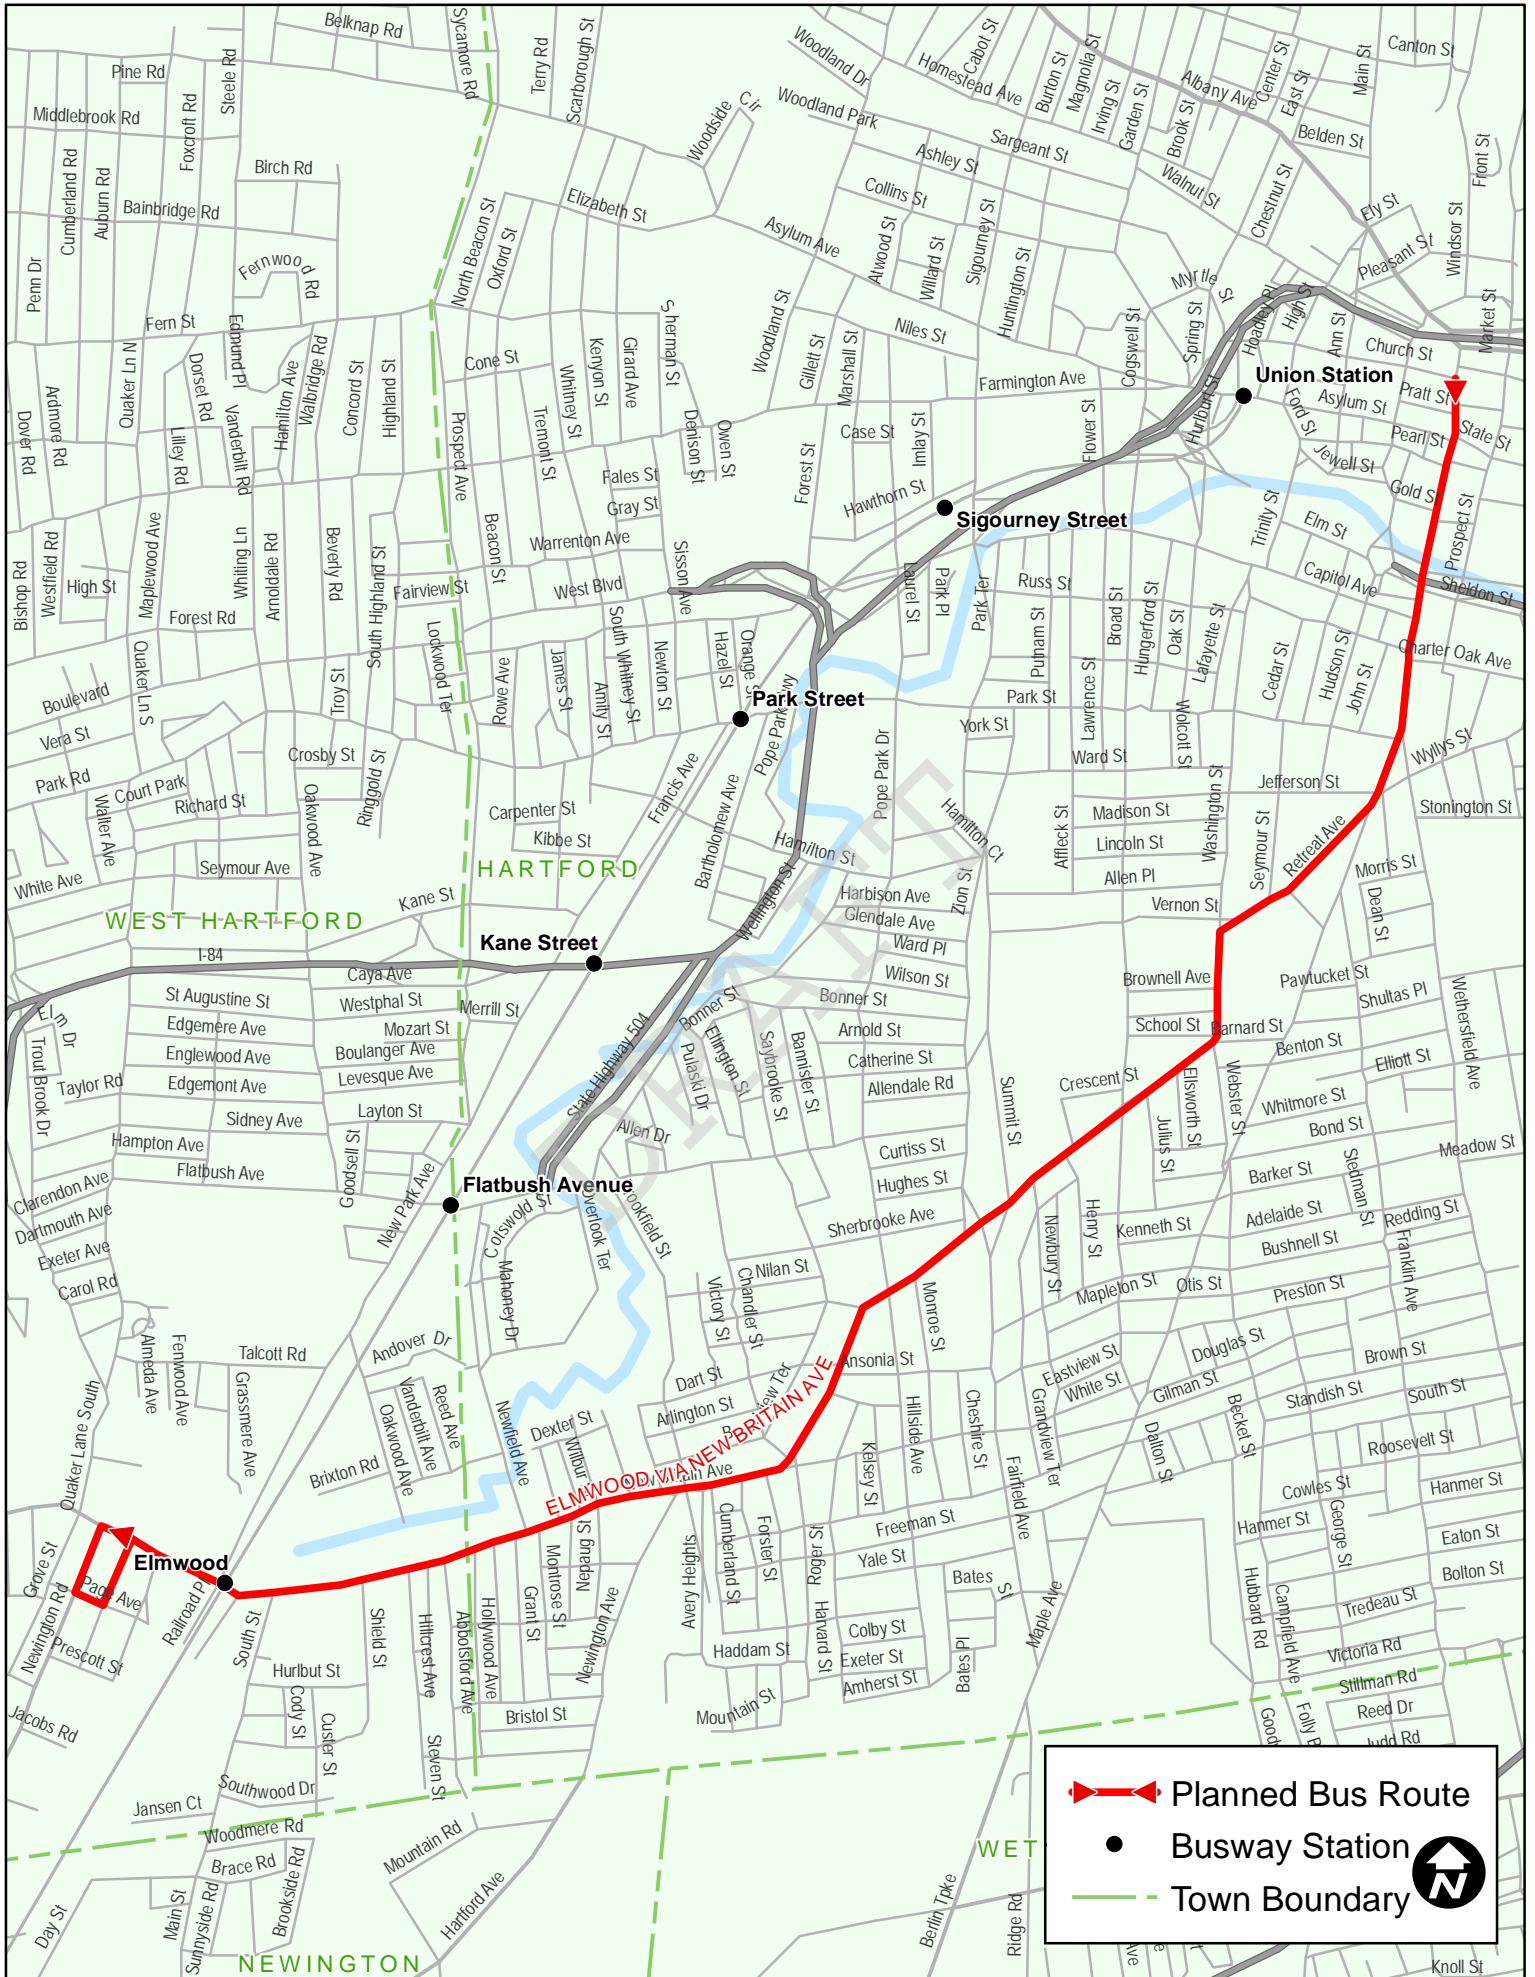 Belknap Rd
Sycamore Rd
Terry Rd
Scarborough St
Woodland Dr
Cabot St
Homestead Ave
Burton St
Magnolia St
Irving St
Garden St
Albany Ave
Center St
East St
Main St
Canton St
Pine Rd
Steele Rd
Middlebrook Rd
Foxcroft Rd
Woodside Cir
Woodland Park
Sargeant St
Brook St
Belden St
Front St
Cumberland Rd
Auburn Rd
Birch Rd
Ashley St
Walnut St
Chestnut St
Bainbridge Rd
Elizabeth St
Collins St
Ely St
North Beacon St
Oxford St
Asylum Ave
Atwood St
Willard St
Sigourney St
Huntington St
Pleasant St
Windsor St
Penn Dr
Fernwood Rd
Myrtle St
Hoadley Pl
High St
Ann St
Market St
Fern St
Edmund Pl
Sherman St
Woodland St
Niles St
Cogswell St
Spring St
Church St
Quaker Ln N
Dorset Rd
Hamilton Ave
Walbridge Rd
Concord St
Highland St
Cone St
Whitney St
Kenyon St
Girard Ave
Gillett St
Marshall St
Farmington Ave
Union Station
Hurlburt St
Pratt St
Asylum St
Ford St
State St
Dover Rd
Ardmore Rd
Lilley Rd
Vanderbilt Rd
Prospect Ave
Tremont St
Denison St
Owen St
Case St
Imlay St
Flower St
Pearl St
Jewell St
Gold St
Fales St
Gray St
Forest St
Hawthorn St
Sigourney Street
Trinity St
Elm St
Prospect St
Bishop Rd
Westfield Rd
High St
Maplewood Ave
Whiting Ln
Arnoldale Rd
Beverly Rd
South Highland St
Beacon St
Warrenton Ave
West Blvd
Fairview St
Sisson Ave
Laurel St
Park Pl
Park Ter
Russ St
Capitol Ave
Sheldon St
Forest Rd
Lockwood Ter
South Whitney St
Newton St
Hazel St
Orange St
Putnam St
Broad St
Hungerford St
Oak St
Lafayette St
Cedar St
Hudson St
John St
Charter Oak Ave
Boulevard
Quaker Ln S
Troy St
Rowe Ave
James St
Amity St
Park Street
Pope Park Hwy
Park St
Lawrence St
Wolcott St
Vera St
Crosby St
York St
Ward St
Wyllys St
Park Rd
Court Park
Walter Ave
Richard St
Oakwood Ave
Ringgold St
Carpenter St
Kibbe St
Francis Ave
Bartholomew Ave
Pope Park Dr
Hamilton Ct
Hamilton St
Affleck St
Madison St
Lincoln St
Washington St
Jefferson St
Seymour St
Retreat Ave
Stonington St
White Ave
Seymour Ave
HARTFORD
Kane St
WEST HARTFORD
Wellington St
Harbison Ave
Glendale Ave
Zion St
Allen Pl
Vernon St
Morris St
Dean St
I-84
Caya Ave
Kane Street
Ward Pl
Wilson St
Brownell Ave
Pawtucket St
Shultas Pl
Wethersfield Ave
St Augustine St
Westphal St
Merrill St
Bonner St
Bonner St
Elm Dr
Edgemere Ave
Mozart St
State Highway 504
Arnold St
School St
Barnard St
Trout Brook Dr
Englewood Ave
Boulanger Ave
Ellington St
Pulaski Dr
Saybrooke St
Bannister St
Catherine St
Benton St
Elliott St
Taylor Rd
Edgemont Ave
Levesque Ave
Allendale Rd
Summit St
Crescent St
Ellsworth St
Webster St
Whitmore St
Sidney Ave
Layton St
Allen Dr
Julius St
Bond St
Hampton Ave
Goodsell St
Curtiss St
Meadow St
Flatbush Ave
New Park Ave
Flatbush Avenue
Hughes St
Barker St
Stedman St
Clarendon Ave
Cotswold St
Overlook Ter
Sherbrooke Ave
Newbury St
Henry St
Kenneth St
Adelaide St
Redding St
Dartmouth Ave
Bushnell St
Exeter Ave
Mahoney Dr
Nilan St
Carol Rd
Victory St
Chandler St
Monroe St
Mapleton St
Otis St
Preston St
Franklin Ave
Almeda Ave
Fenwood Ave
Talcott Rd
Andover Dr
Dart St
Ansonia St
Eastview St
White St
Douglas St
Brown St
Quaker Lane South
Grassmere Ave
Vanderbilt Ave
Oakwood Ave
Reed Ave
Newfield Ave
Dexter St
Arlington St
Hillside Ave
Cheshire St
Grandview Ter
Gilman St
Becket St
Standish St
South St
Brixton Rd
ELMWOOD VIA NEW BRITAIN AVE
Kelsey St
Fairfield Ave
Dalton St
Roosevelt St
Cowles St
Hanmer St
Hanmer St
George St
Grove St
Elmwood
Cumberland St
Forster St
Freeman St
Eaton St
Page Ave
Railroad Pl
Montrose St
Nepaug St
Avery Heights
Roger St
Yale St
Bates St
Bolton St
Newington Rd
South St
Shield St
Hillcrest Ave
Abbotsford Ave
Hollywood Ave
Grant St
Newington Ave
Harvard St
Colby St
Maple Ave
Hubbard Rd
Campfield Ave
Tredeau St
Prescott St
Haddam St
Exeter St
Bates Pl
Victoria Rd
Hurlbut St
Amherst St
Stillman Rd
Jacobs Rd
Cody St
Custer St
Bristol St
Mountain St
Reed Dr
Steven St
Judd Rd
Southwood Dr
Jansen Ct
Woodmere Rd
Mountain Rd
Brace Rd
Main St
Sunnyside Rd
Brookside Rd
Day St
Hartford Ave
Berlin Tpke
Ridge Rd
WET
NEWINGTON
Knoll St
DRAFT
Planned Bus Route
Busway Station
Town Boundary
N